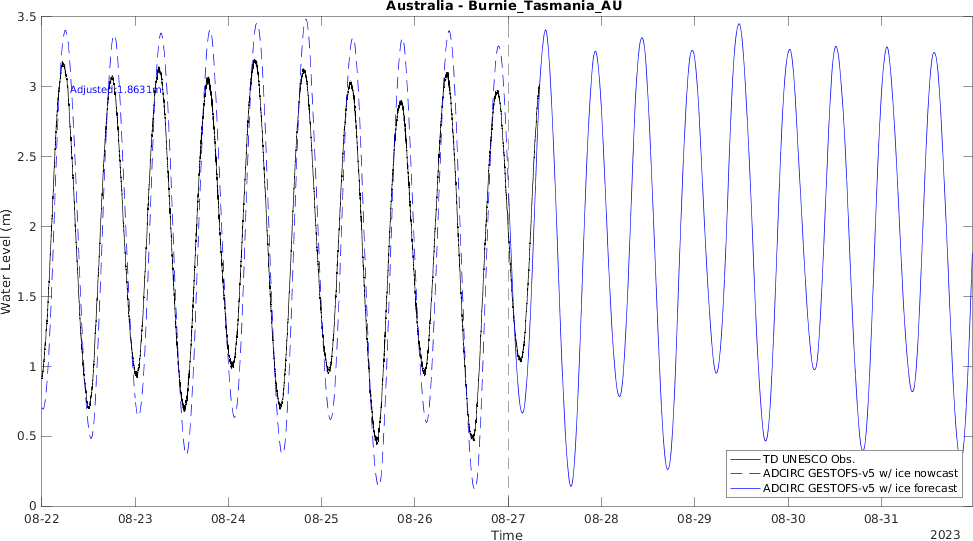 Australia - Burnie_Tasmania_AU
3.5
3
2.5
2
1.5
1
0.5
0
Water Level (m)
Adjusted 1.8631m
TD UNESCO Obs.
ADCIRC GESTOFS-v5 w/ ice nowcast
ADCIRC GESTOFS-v5 w/ ice forecast
08-22 08-23 08-24 08-25 08-26 08-27 08-28 08-29 08-30 08-31
Time
2023